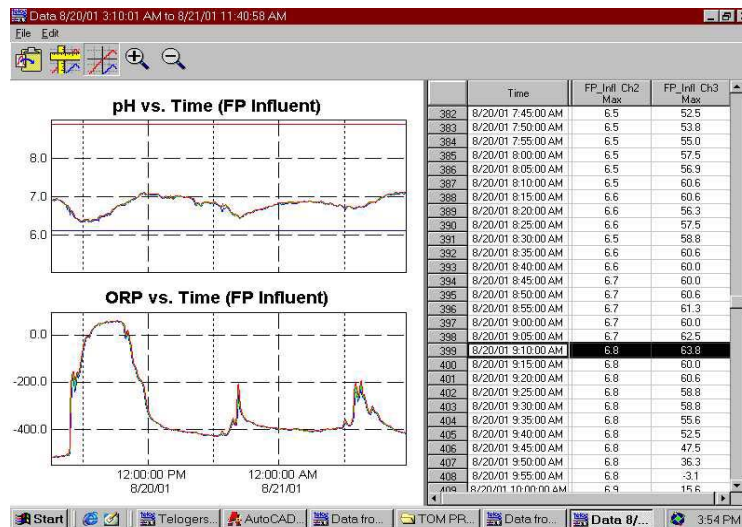 Data 8/20/01 3:10:01 AM to 8/21/01 11:40:58 AM
File Edit
pH vs. Time (FP Influent)
8.0
7.0
6.0
ORP vs. Time (FP Influent)
0.0
-200.0
-400.0
12:00:00 PM 12:00:00 AM
8/20/01 8/21/01
Time FP_Infl Ch2 Max FP_Infl Ch3 Max
382 8/20/01 7:45:00 AM 6.5 52.5
383 8/20/01 7:50:00 AM 6.5 53.8
384 8/20/01 7:55:00 AM 6.5 55.0
385 8/20/01 8:00:00 AM 6.5 57.5
386 8/20/01 8:05:00 AM 6.5 56.9
387 8/20/01 8:10:00 AM 6.5 60.6
388 8/20/01 8:15:00 AM 6.6 60.6
389 8/20/01 8:20:00 AM 6.6 56.3
390 8/20/01 8:25:00 AM 6.6 57.5
391 8/20/01 8:30:00 AM 6.5 58.8
392 8/20/01 8:35:00 AM 6.6 60.6
393 8/20/01 8:40:00 AM 6.6 60.0
394 8/20/01 8:45:00 AM 6.7 60.0
395 8/20/01 8:50:00 AM 6.7 60.6
396 8/20/01 8:55:00 AM 6.7 61.3
397 8/20/01 9:00:00 AM 6.7 60.0
398 8/20/01 9:05:00 AM 6.7 62.5
399 8/20/01 9:10:00 AM 6.8 63.8
400 8/20/01 9:15:00 AM 6.8 60.0
401 8/20/01 9:20:00 AM 6.8 60.6
402 8/20/01 9:25:00 AM 6.8 58.8
403 8/20/01 9:30:00 AM 6.8 58.8
404 8/20/01 9:35:00 AM 6.8 55.6
405 8/20/01 9:40:00 AM 6.8 52.5
406 8/20/01 9:45:00 AM 6.8 47.5
407 8/20/01 9:50:00 AM 6.8 36.3
408 8/20/01 9:55:00 AM 6.8 -3.1
409 8/20/01 10:00:00 AM 6.9 15.6
Start Telogers... AutoCAD... Data fro... TOM PR... Data fro... Data 8/... 3:54 PM